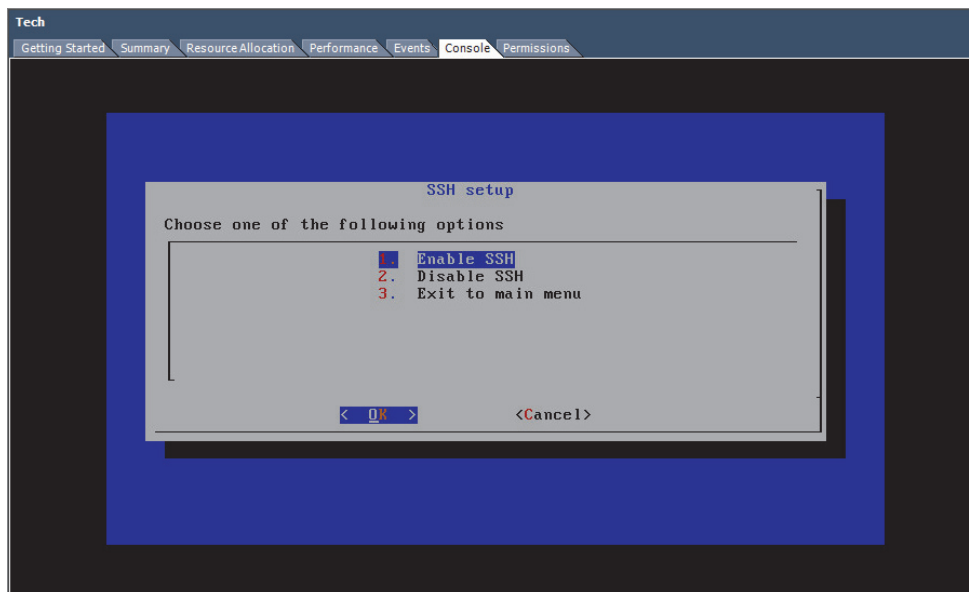 Tech
Getting Started Summary Resource Allocation Performance Events Console Permissions
SSH setup
Choose one of the following options
1. Enable SSH
2. Disable SSH
3. Exit to main menu
< OK > <Cancel>